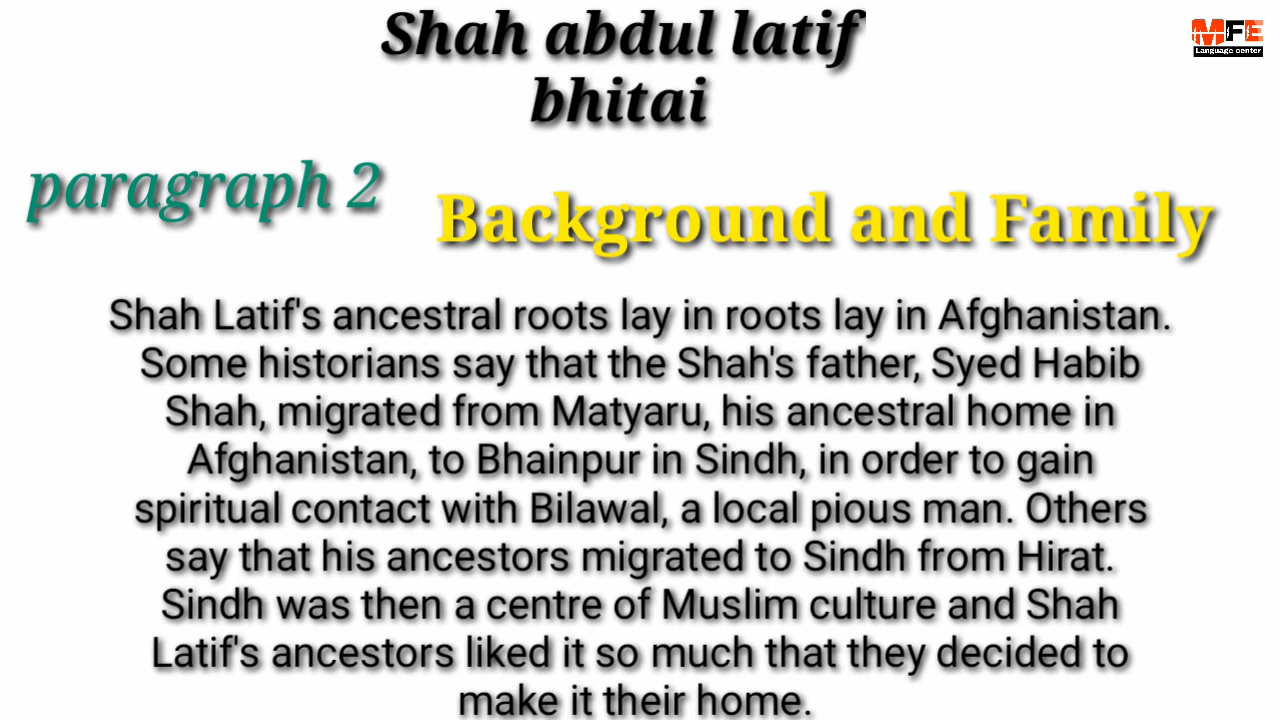 Shah abdul latif
bhitai
MFE
Language center
paragraph 2
Background and Family
Shah Latif's ancestral roots lay in roots lay in Afghanistan.
Some historians say that the Shah's father, Syed Habib
Shah, migrated from Matyaru, his ancestral home in
Afghanistan, to Bhainpur in Sindh, in order to gain
spiritual contact with Bilawal, a local pious man. Others
say that his ancestors migrated to Sindh from Hirat.
Sindh was then a centre of Muslim culture and Shah
Latif's ancestors liked it so much that they decided to
make it their home.